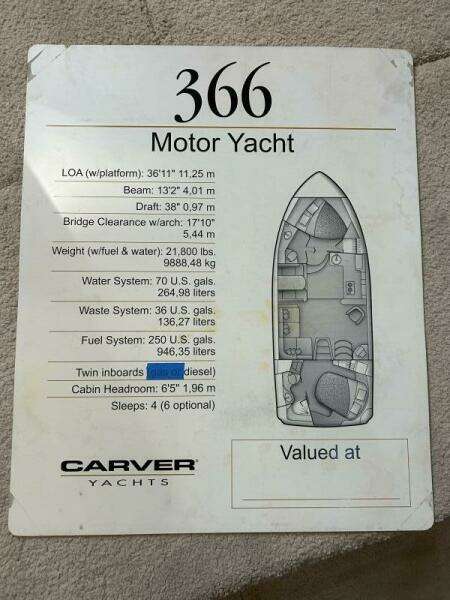 366
Motor Yacht
LOA (w/platform): 36'11" 11,25 m
Beam: 13'2" 4,01 m
Draft: 38" 0,97 m
Bridge Clearance w/arch: 17'10"
5,44 m
Weight (w/fuel & water): 21,800 lbs.
9888,48 kg
Water System: 70 U.S. gals.
264,98 liters
Waste System: 36 U.S. gals.
136,27 liters
Fuel System: 250 U.S. gals.
946,35 liters
Twin inboards (gas or diesel)
Cabin Headroom: 6'5" 1,96 m
Sleeps: 4 (6 optional)
CARVER®
YACHTS
Valued at